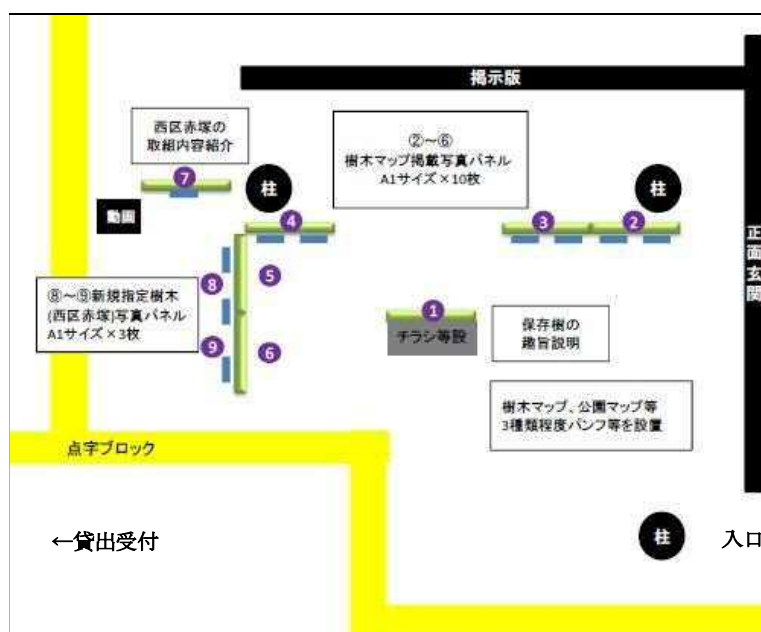 掲示版
西区赤塚の
取組内容紹介
②～⑥
樹木マップ掲載写真パネル
A1サイズ×10枚
7
柱
柱
動画
4
3
2
正面玄関
5
8
⑧～⑨新規指定樹木
(西区赤塚)写真パネル
A1サイズ×3枚
1
チラシ等設
保存樹の
趣旨説明
9
6
樹木マップ、公園マップ等
3種類程度パンフ等を設置
点字ブロック
←貸出受付
柱
入口